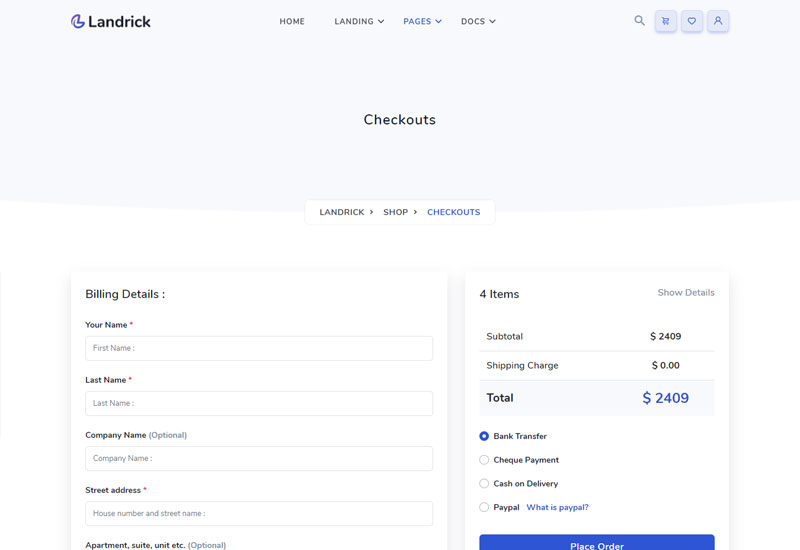 Landrick
HOME LANDING PAGES DOCS
Checkouts
LANDRICK > SHOP > CHECKOUTS
Billing Details :
Your Name *
First Name :
Last Name *
Last Name :
Company Name (Optional)
Company Name :
Street address *
House number and street name :
Apartment, suite, unit etc. (Optional)
4 Items Show Details
Subtotal $ 2409
Shipping Charge $ 0.00
Total $ 2409
Bank Transfer
Cheque Payment
Cash on Delivery
Paypal What is paypal?
Place Order